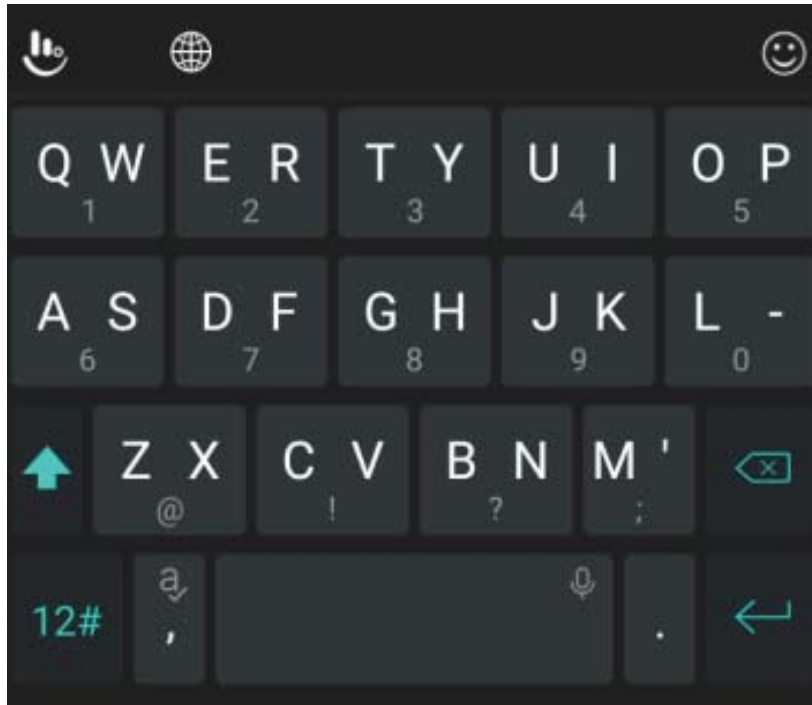 Q W E R T Y U I O P
1 2 3 4 5
A S D F G H J K L -
6 7 8 9 0
Z X C V B N M '
@ ! ? ;
a
12# , .